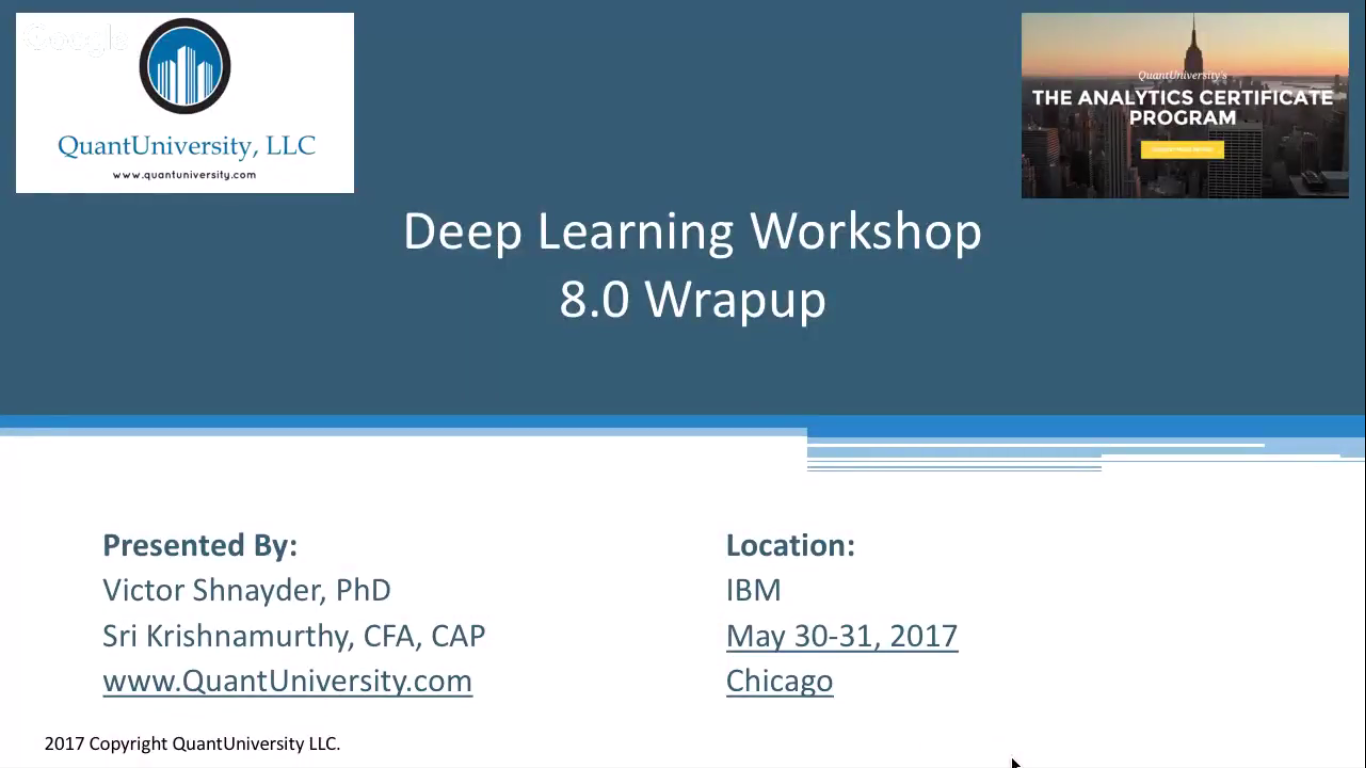 Google
QuantUniversity, LLC
www.quantuniversity.com
QuantUniversity's
THE ANALYTICS CERTIFICATE
PROGRAM
Deep Learning Workshop
8.0 Wrapup
Presented By:
Victor Shnayder, PhD
Sri Krishnamurthy, CFA, CAP
www.QuantUniversity.com
Location:
IBM
May 30-31, 2017
Chicago
2017 Copyright QuantUniversity LLC.